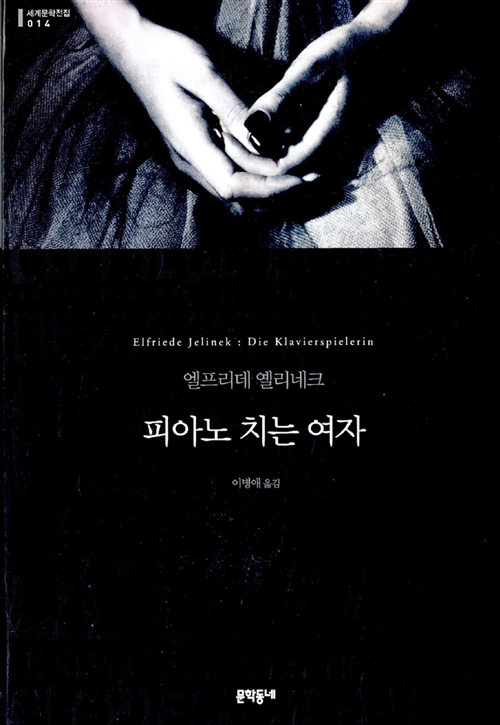 세계문학전집
014
Elfriede Jelinek : Die Klavierspielerin
엘프리데 옐리네크
피아노 치는 여자
이병애 옮김
문학동네